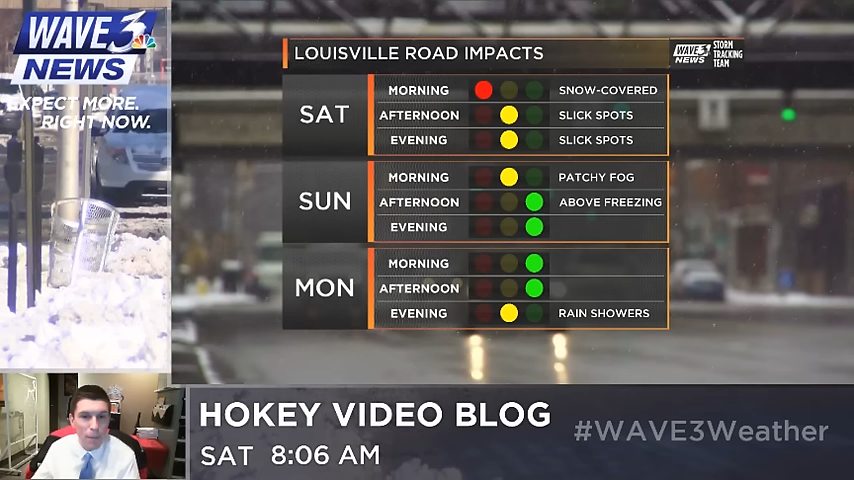 WAVE 3
NEWS
EXPECT MORE.
RIGHT NOW.
LOUISVILLE ROAD IMPACTS
WAVE 3
NEWS
STORM
TRACKING
TEAM
SAT
MORNING SNOW-COVERED
AFTERNOON SLICK SPOTS
EVENING SLICK SPOTS
SUN
MORNING PATCHY FOG
AFTERNOON ABOVE FREEZING
EVENING
MON
MORNING
AFTERNOON
EVENING RAIN SHOWERS
HOKEY VIDEO BLOG
SAT 8:06 AM
#WAVE3Weather